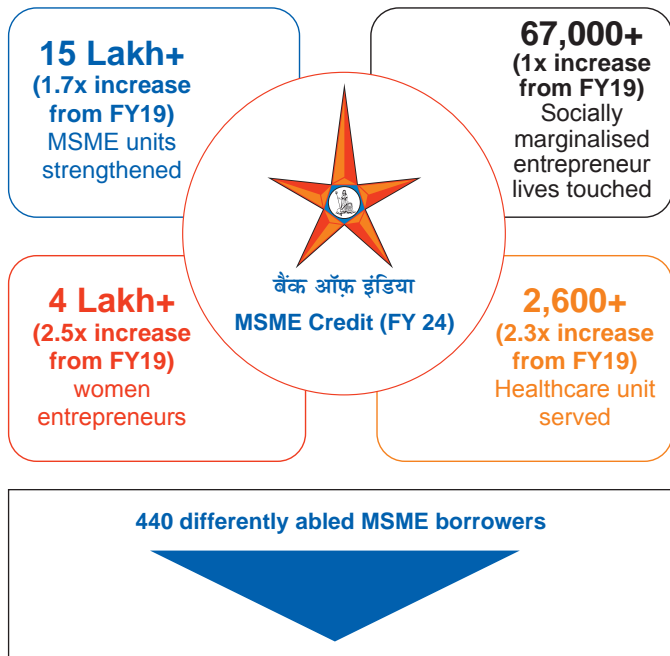 15 Lakh+
(1.7x increase
from FY19)
MSME units
strengthened
67,000+
(1x increase
from FY19)
Socially
marginalised
entrepreneur
lives touched
बैंक ऑफ़ इंडिया
MSME Credit (FY 24)
4 Lakh+
(2.5x increase
from FY19)
women
entrepreneurs
2,600+
(2.3x increase
from FY19)
Healthcare unit
served
440 differently abled MSME borrowers